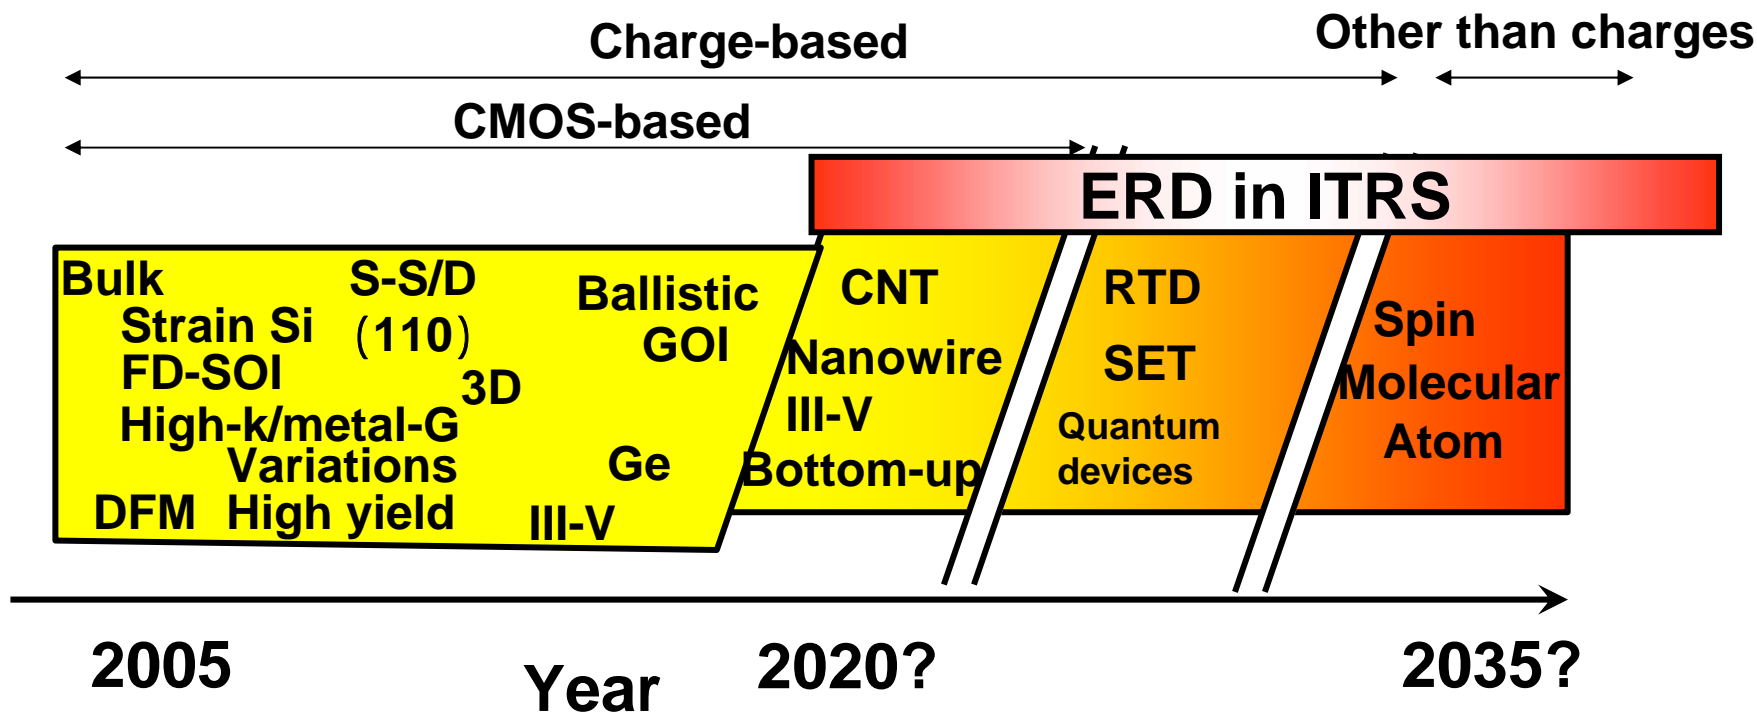 Charge-based
Other than charges
CMOS-based
ERD in ITRS
Bulk
Strain Si
FD-SOI
High-k/metal-G
Variations
DFM
High yield
S-S/D
(110)
3D
Ballistic
GOI
Ge
III-V
CNT
Nanowire
III-V
Bottom-up
RTD
SET
Quantum
devices
Spin
Molecular
Atom
2005
Year
2020?
2035?